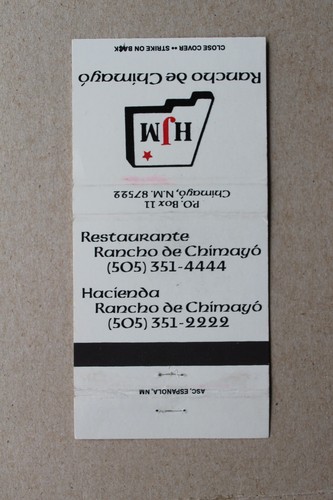 CLOSE COVER •• STRIKE ON BACK
Rancho de Chimayó
HJM
P.O. Box 11
Chimayó, N.M. 87522
Restaurante
Rancho de Chimayó
(505) 351-4444
Hacienda
Rancho de Chimayó
(505) 351-2222
ASC, ESPANOLA, NM